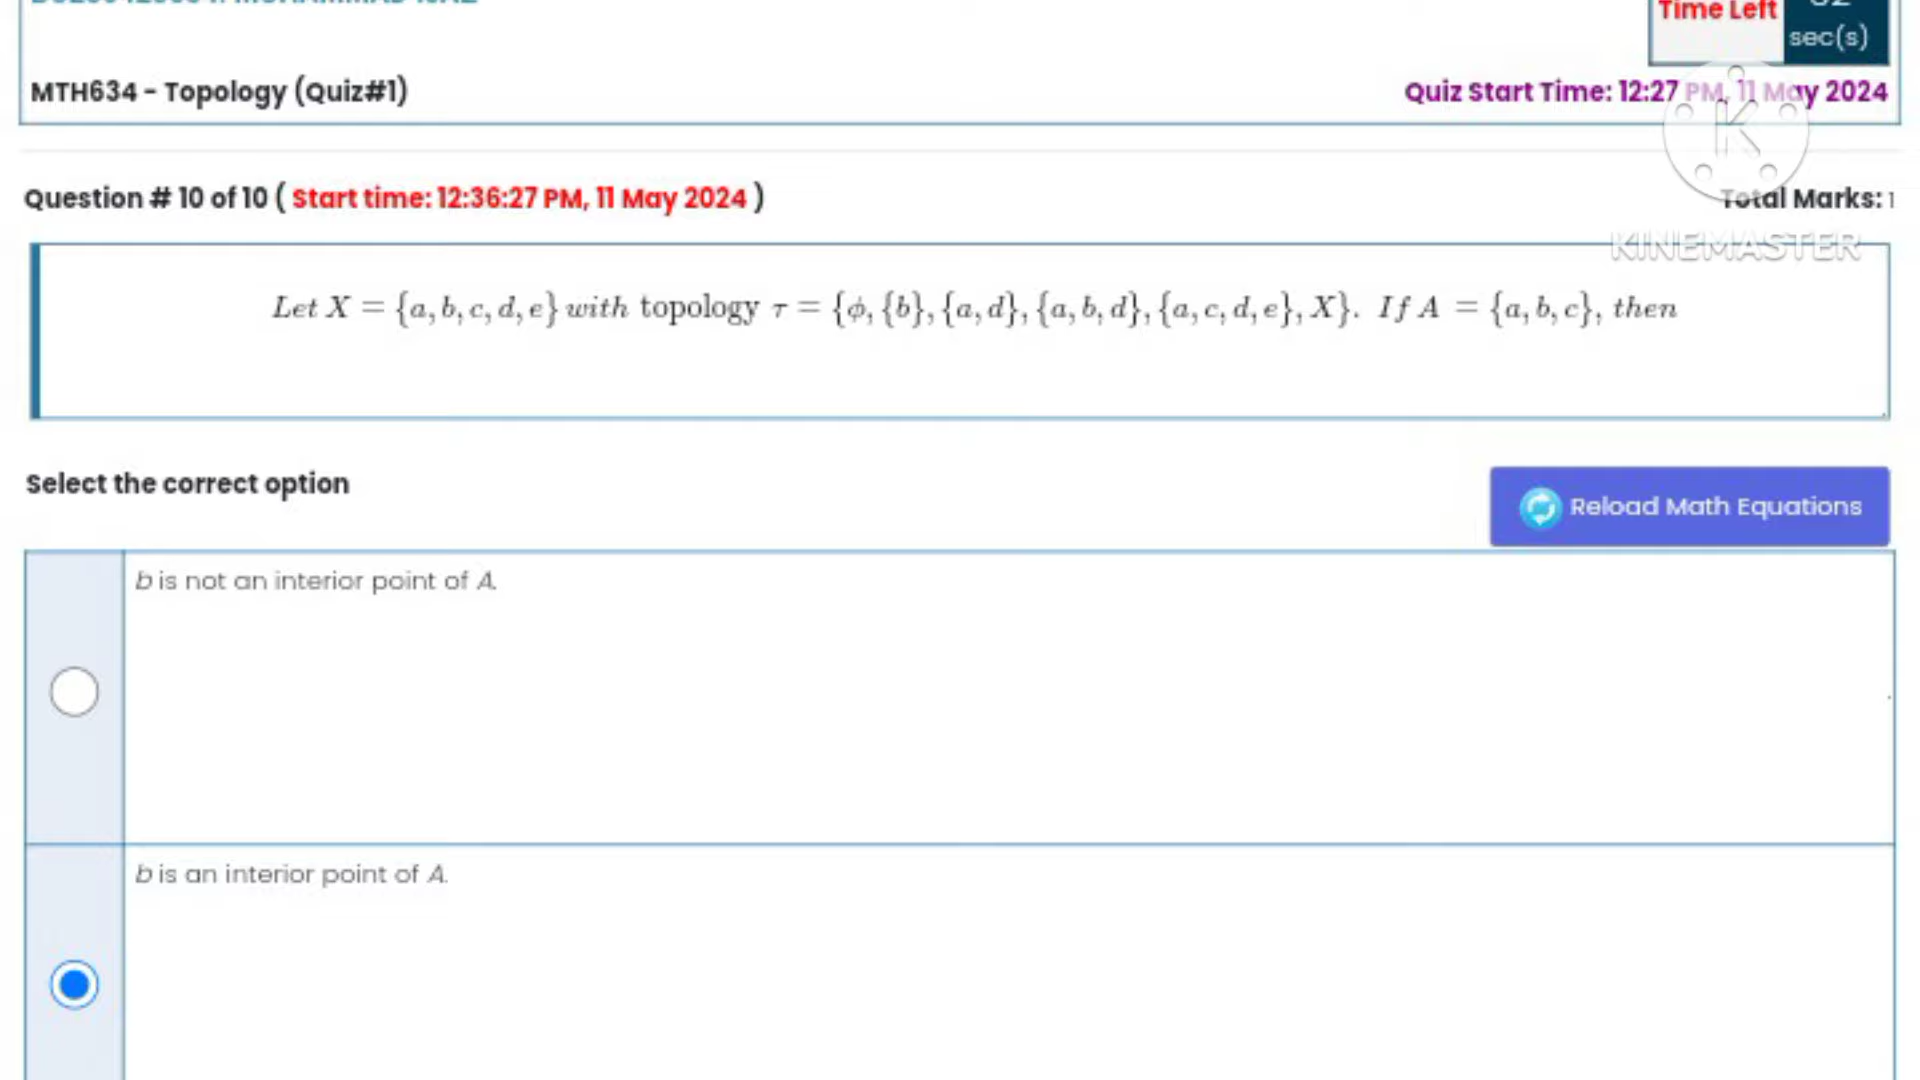 Time Left
sec(s)
MTH634 - Topology (Quiz#1)
Quiz Start Time: 12:27 PM, 11 May 2024
Question # 10 of 10 ( Start time: 12:36:27 PM, 11 May 2024 )
Total Marks: 1
KINEMASTER
Let X = {a, b, c, d, e} with topology τ = {ϕ, {b}, {a, d}, {a, b, d}, {a, c, d, e}, X}. If A = {a, b, c}, then
Select the correct option
Reload Math Equations
b is not an interior point of A.
b is an interior point of A.